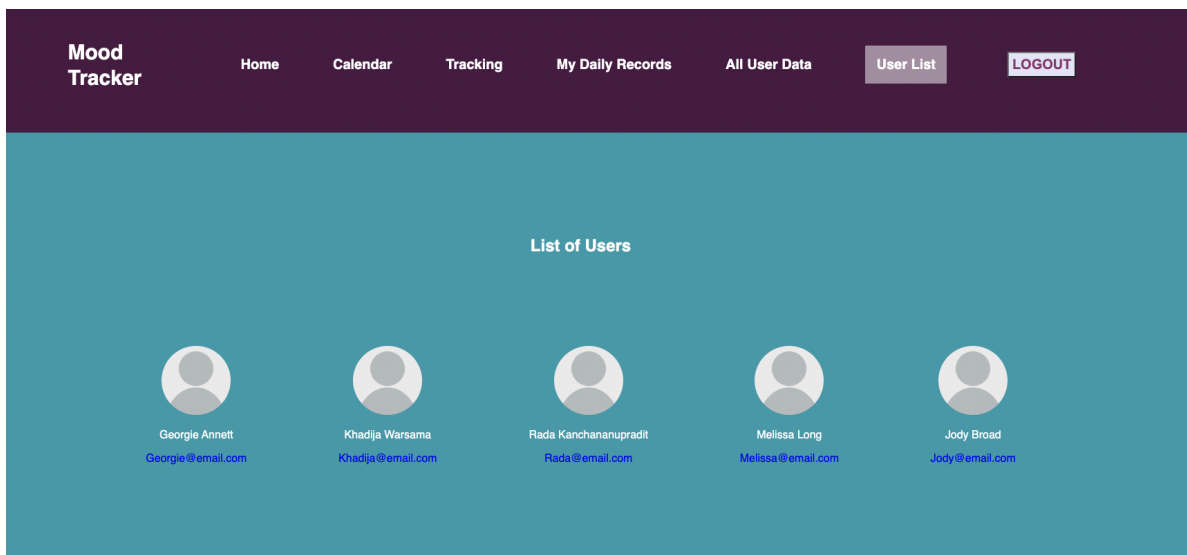 Mood
Tracker
Home Calendar Tracking My Daily Records All User Data User List LOGOUT
List of Users
Georgie Annett Khadija Warsama Rada Kanchananupradit Melissa Long Jody Broad
Georgie@email.com Khadija@email.com Rada@email.com Melissa@email.com Jody@email.com